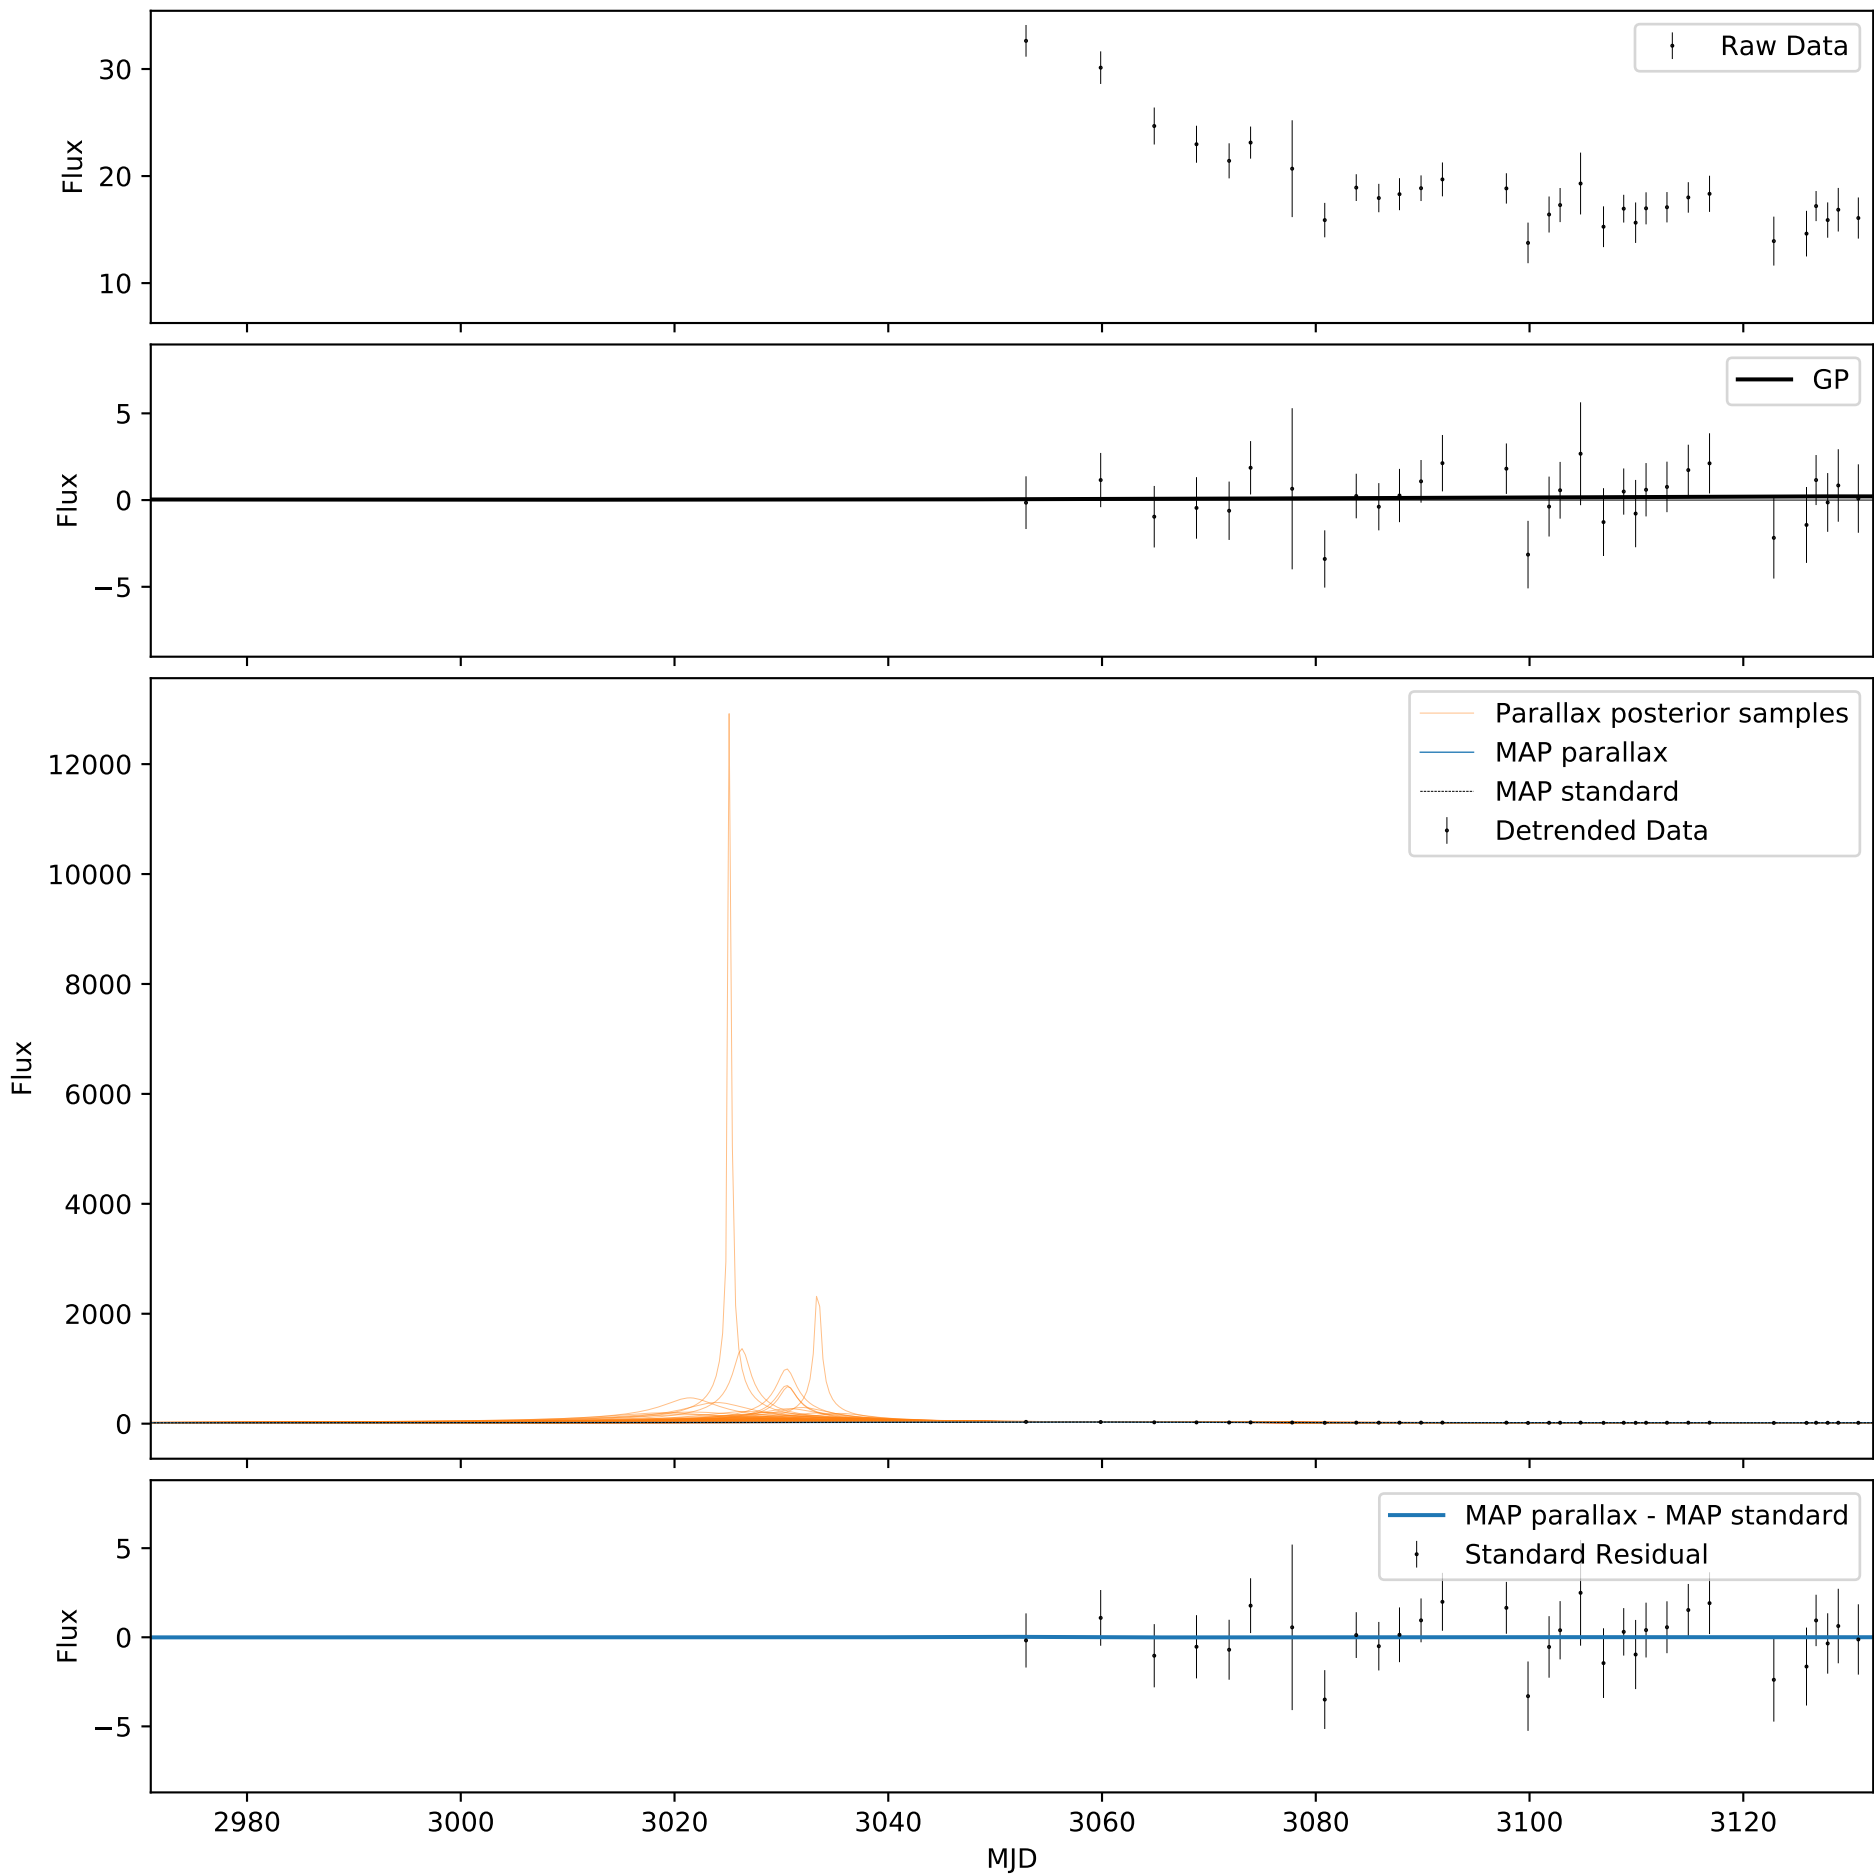 30
20
10
Flux
Raw Data
5
0
−5
Flux
GP
12000
10000
8000
6000
4000
2000
0
Flux
Parallax posterior samples
MAP parallax
MAP standard
Detrended Data
5
0
−5
Flux
MAP parallax - MAP standard
Standard Residual
2980 3000 3020 3040 3060 3080 3100 3120
MJD